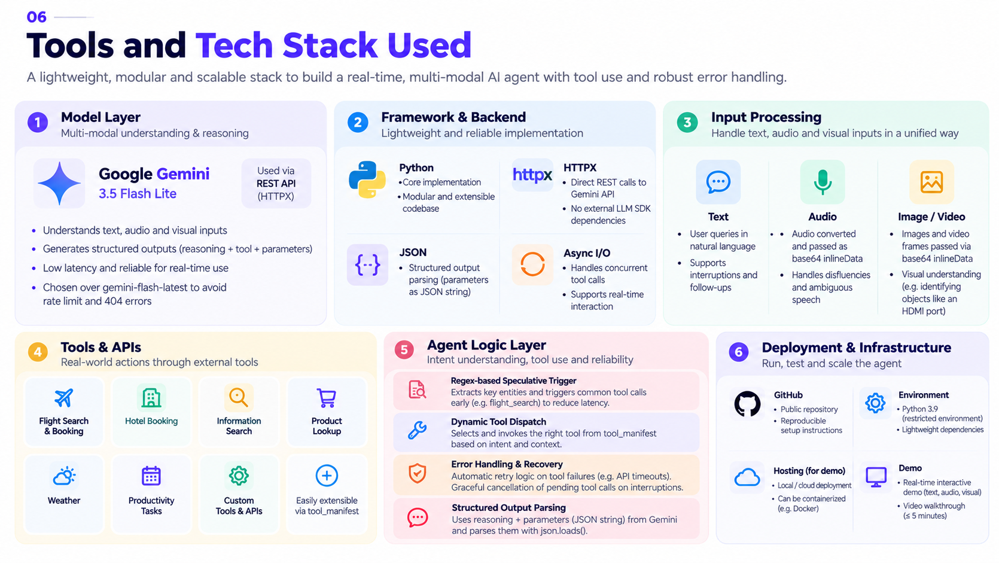 06
Tools and Tech Stack Used
A lightweight, modular and scalable stack to build a real-time, multi-modal AI agent with tool use and robust error handling.
1
Model Layer
Multi-modal understanding & reasoning
Google Gemini
3.5 Flash Lite
Used via
REST API
(HTTPX)
• Understands text, audio and visual inputs
• Generates structured outputs (reasoning + tool + parameters)
• Low latency and reliable for real-time use
• Chosen over gemini-flash-latest to avoid
rate limit and 404 errors
2
Framework & Backend
Lightweight and reliable implementation
Python
•Core implementation
•Modular and extensible
codebase
httpx
HTTPX
• Direct REST calls to
Gemini API
• No external LLM SDK
dependencies
{--}
JSON
• Structured output
parsing (parameters
as JSON string)
Async I/O
• Handles concurrent
tool calls
• Supports real-time
interaction
3
Input Processing
Handle text, audio and visual inputs in a unified way
Text
• User queries in
natural language
• Supports
interruptions and
follow-ups
Audio
• • Audio converted
and passed as
base64 inlineData
• Handles disfluencies
and ambiguous
speech
Image / Video
• Images and video
frames passed via
base64 inlineData
• Visual understanding
(e.g. identifying
objects like an
HDMI port)
4
Tools & APIs
Real-world actions through external tools
Flight Search
& Booking
Hotel Booking
Information
Search
Product
Lookup
Weather
Productivity
Tasks
Custom
Tools & APIs
Easily extensible
via tool_manifest
5
Agent Logic Layer
Intent understanding, tool use and reliability
Regex-based Speculative Trigger
Extracts key entities and triggers common tool calls
early (e.g. flight_search) to reduce latency.
Dynamic Tool Dispatch
Selects and invokes the right tool from tool_manifest
based on intent and context.
Error Handling & Recovery
Automatic retry logic on tool failures (e.g. API timeouts).
Graceful cancellation of pending tool calls on interruptions.
Structured Output Parsing
Uses reasoning + parameters (JSON string) from Gemini
and parses them with json.loads().
6
Deployment & Infrastructure
Run, test and scale the agent
GitHub
• Public repository
• Reproducible
setup instructions
Environment
• Python 3.9
(restricted environment)
• Lightweight dependencies
Hosting (for demo)
• Local / cloud deployment
• Can be containerized
(e.g. Docker)
Demo
• Real-time interactive
demo (text, audio, visual)
• Video walkthrough
(≤ 5 minutes)